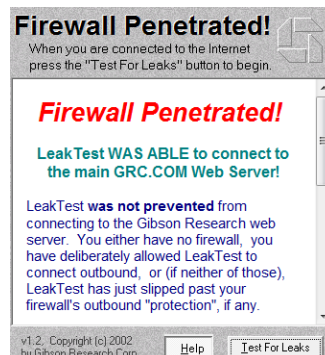 Firewall Penetrated!
When you are connected to the Internet
press the "Test For Leaks" button to begin.
Firewall Penetrated!
LeakTest WAS ABLE to connect to
the main GRC.COM Web Server!
LeakTest was not prevented from
connecting to the Gibson Research web
server. You either have no firewall, you
have deliberately allowed LeakTest to
connect outbound, or (if neither of those),
LeakTest has just slipped past your
firewall's outbound "protection", if any.
v1.2, Copyright (c) 2002
by Gibson Research Corp.
Help
Test For Leaks